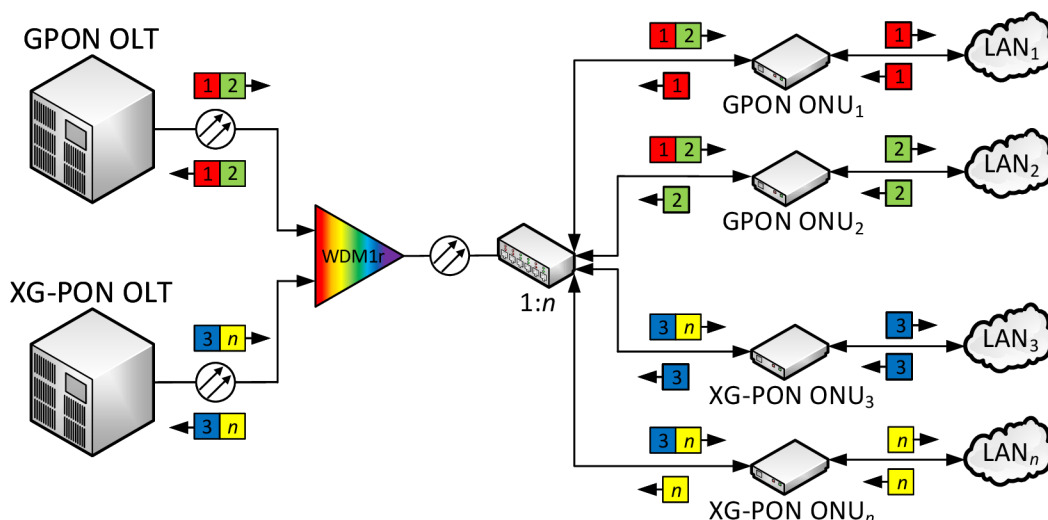 GPON OLT
1 2
1 2
XG-PON OLT
3 n
3 n
WDM1r
1:n
1 2
1
GPON ONU1
1
1
LAN1
1 2
2
GPON ONU2
2
2
LAN2
3 n
3
XG-PON ONU3
3
3
LAN3
3 n
n
XG-PON ONUn
n
n
LANn